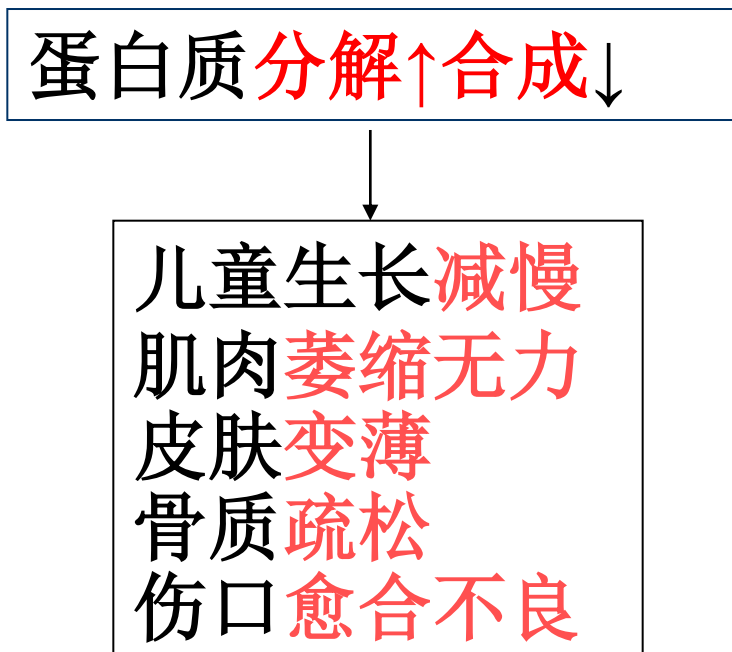 蛋白质分解↑合成↓
儿童生长减慢
肌肉萎缩无力
皮肤变薄
骨质疏松
伤口愈合不良